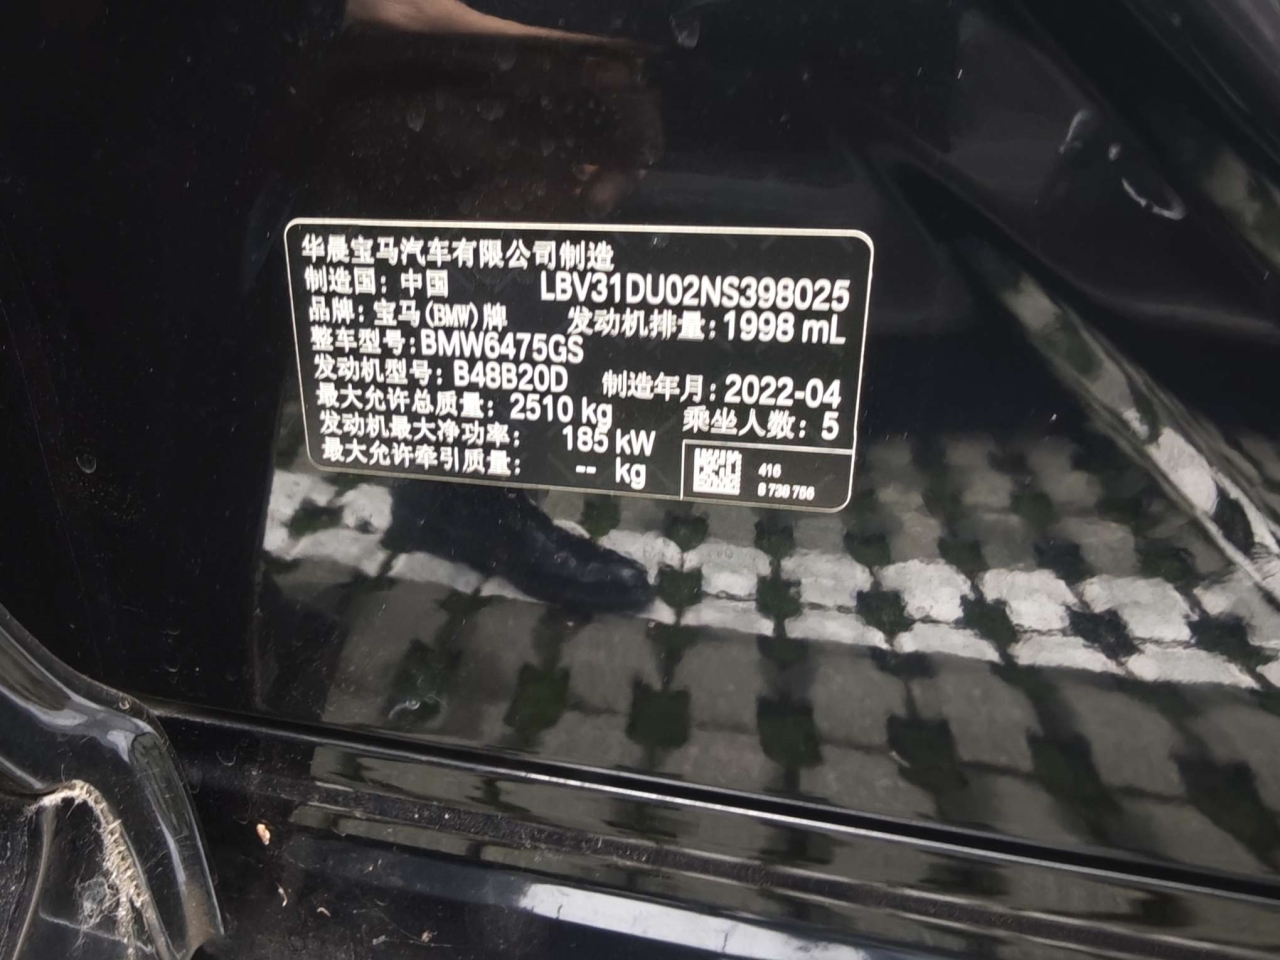 华晨宝马汽车有限公司制造
制造国：中国 LBV31DU02NS398025
品牌：宝马(BMW)牌 发动机排量：1998 mL
整车型号：BMW6475GS
发动机型号：B48B20D 制造年月：2022-04
最大允许总质量：2510 kg 乘坐人数：5
发动机最大净功率：185 kW
最大允许牵引质量：-- kg
416
8 736 756